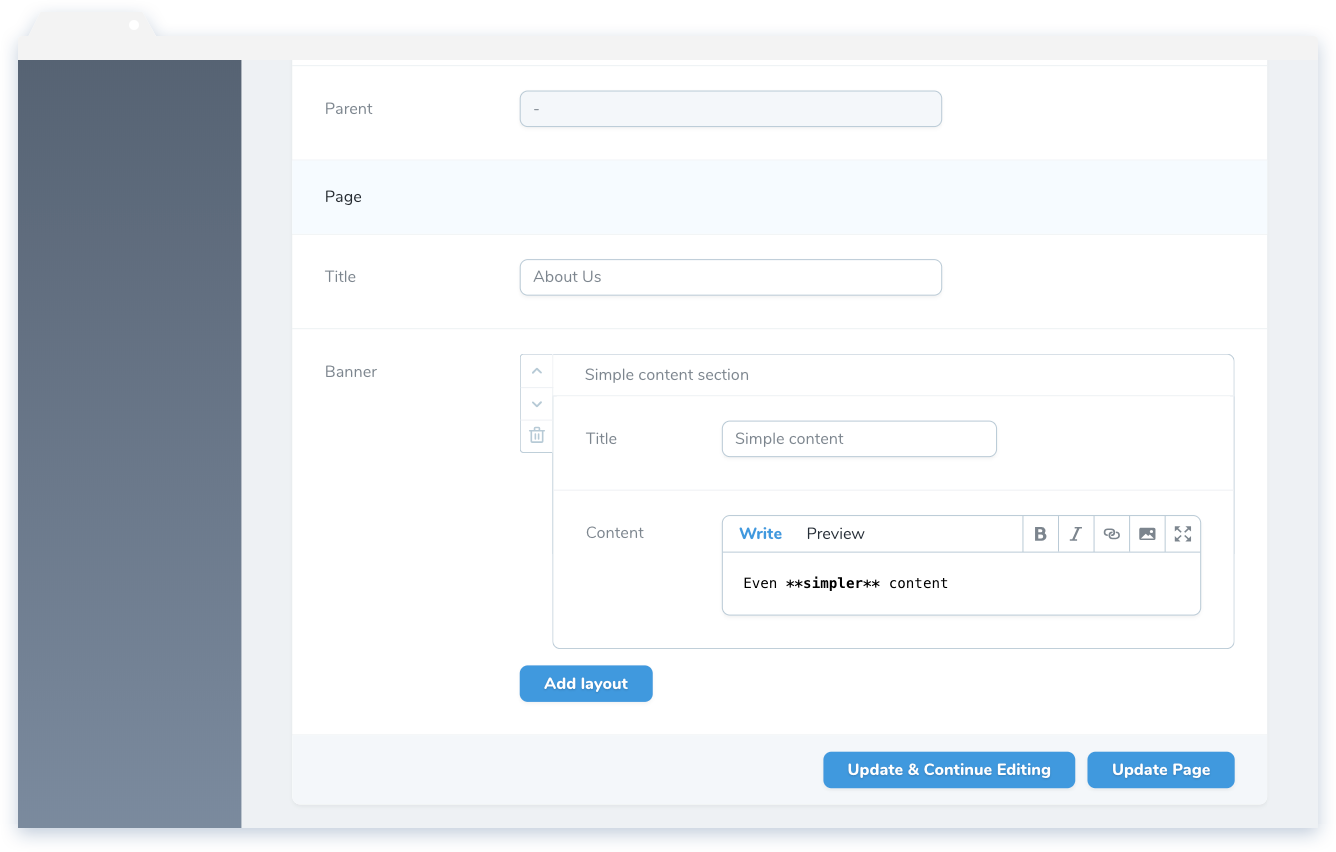 Parent
-
Page
Title
About Us
Banner
Simple content section
Title
Simple content
Content
Write Preview B I
Even **simpler** content
Add layout
Update & Continue Editing
Update Page